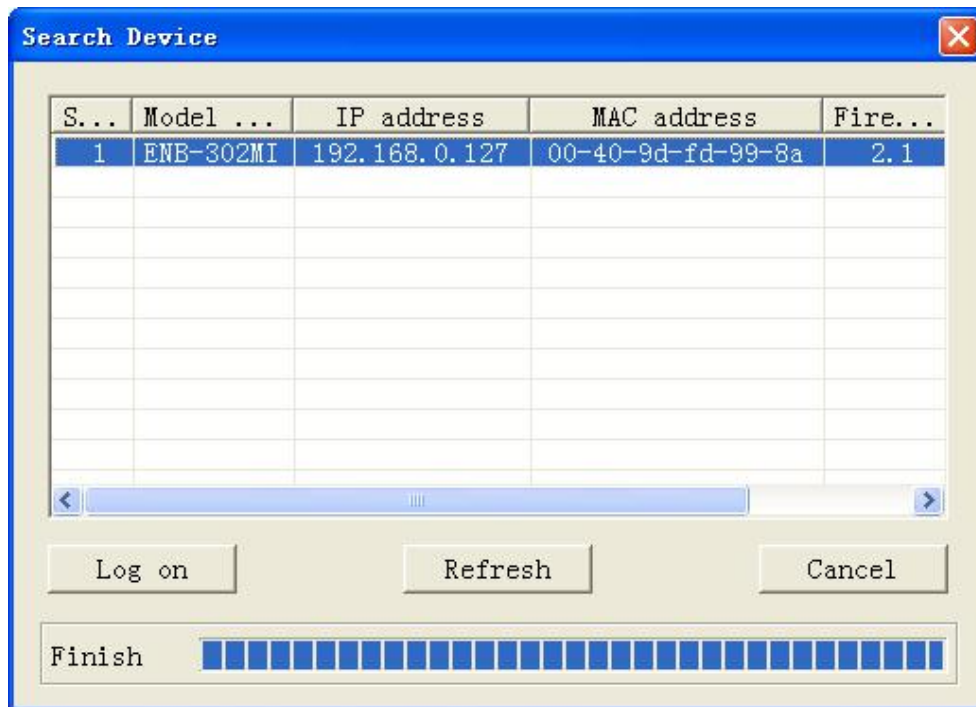 Search Device
S... Model ... IP address MAC address Fire...
1 ENB-302MI 192.168.0.127 00-40-9d-fd-99-8a 2.1
Log on Refresh Cancel
Finish